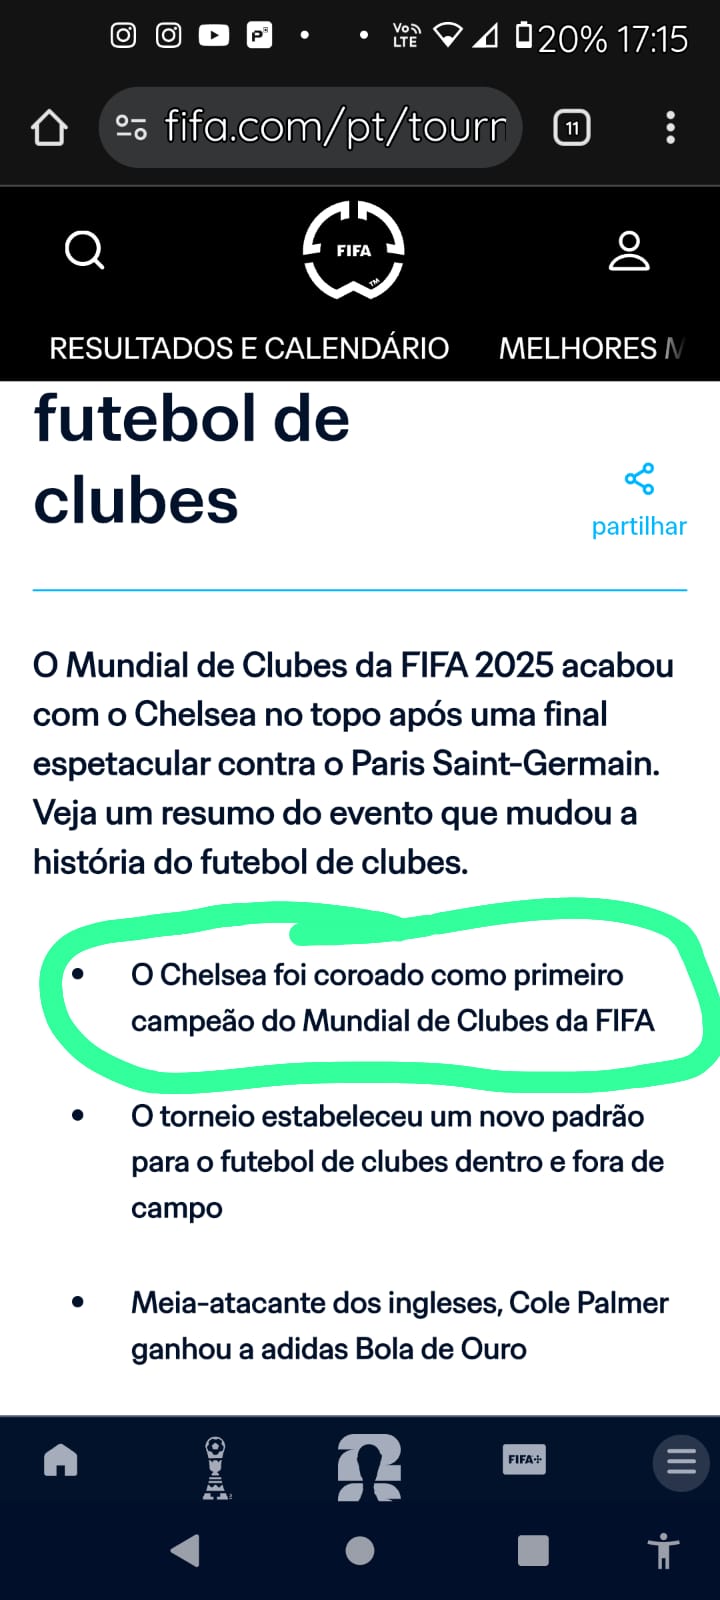 VoLTE 20% 17:15
fifa.com/pt/tourn
11
FIFA
TM
RESULTADOS E CALENDÁRIO MELHORES M
futebol de
clubes
partilhar
O Mundial de Clubes da FIFA 2025 acabou
com o Chelsea no topo após uma final
espetacular contra o Paris Saint-Germain.
Veja um resumo do evento que mudou a
história do futebol de clubes.
• O Chelsea foi coroado como primeiro
campeão do Mundial de Clubes da FIFA
• O torneio estabeleceu um novo padrão
para o futebol de clubes dentro e fora de
campo
• Meia-atacante dos ingleses, Cole Palmer
ganhou a adidas Bola de Ouro
FIFA+